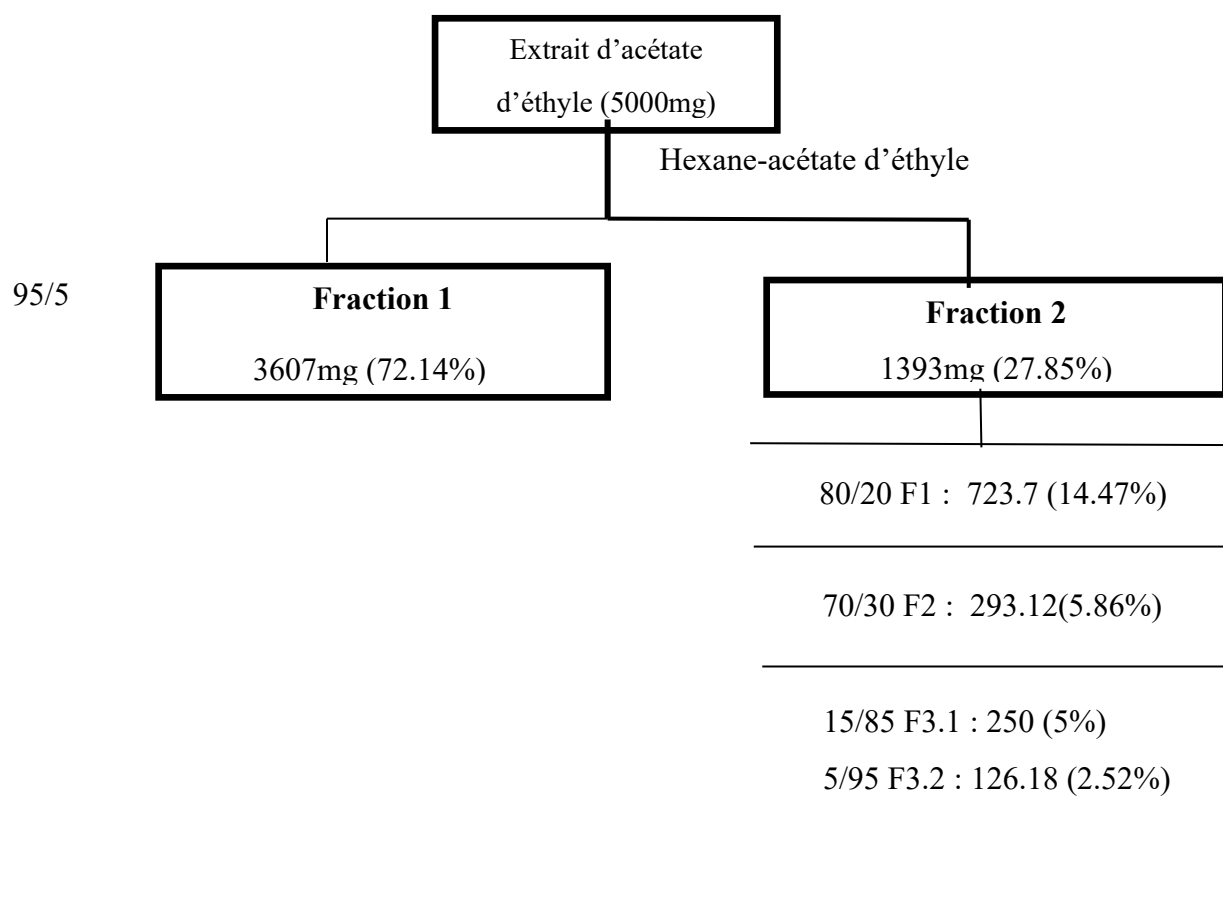 Extrait d’acétate
d’éthyle (5000mg)
Hexane-acétate d’éthyle
95/5
Fraction 1
3607mg (72.14%)
Fraction 2
1393mg (27.85%)
80/20 F1 : 723.7 (14.47%)
70/30 F2 : 293.12(5.86%)
15/85 F3.1 : 250 (5%)
5/95 F3.2 : 126.18 (2.52%)